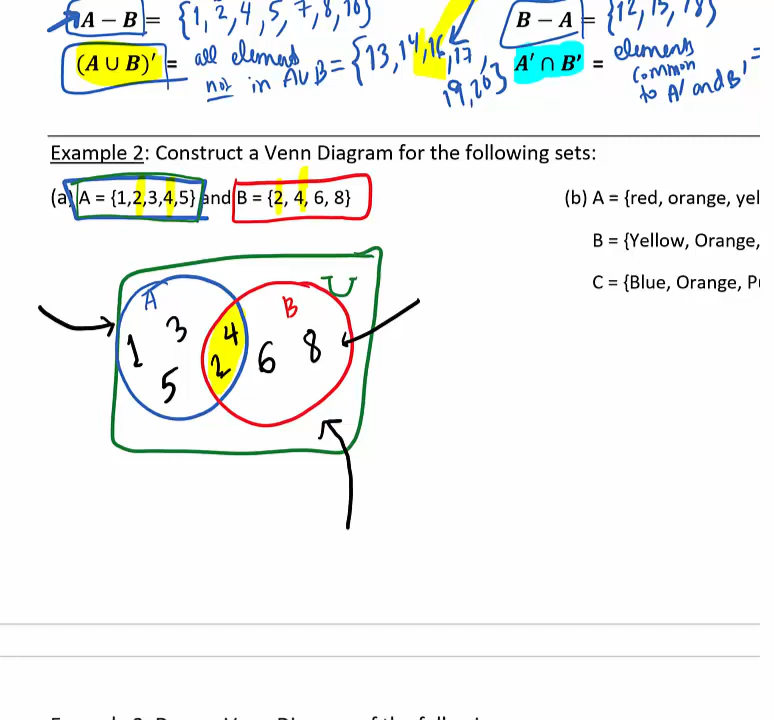 A − B = {1, 2, 4, 5, 7, 8, 10} B − A = {12, 15, 18}
(A ∪ B)′ = all elements not in A∪B = {13, 14, 16, 17, 19, 20} A′ ∩ B′ = elements common to A′ and B′ =
Example 2: Construct a Venn Diagram for the following sets:
(a) A = {1,2,3,4,5} and B = {2, 4, 6, 8} (b) A = {red, orange, yel
B = {Yellow, Orange,
C = {Blue, Orange, Pu
A B U
1 3 5 4 2 6 8